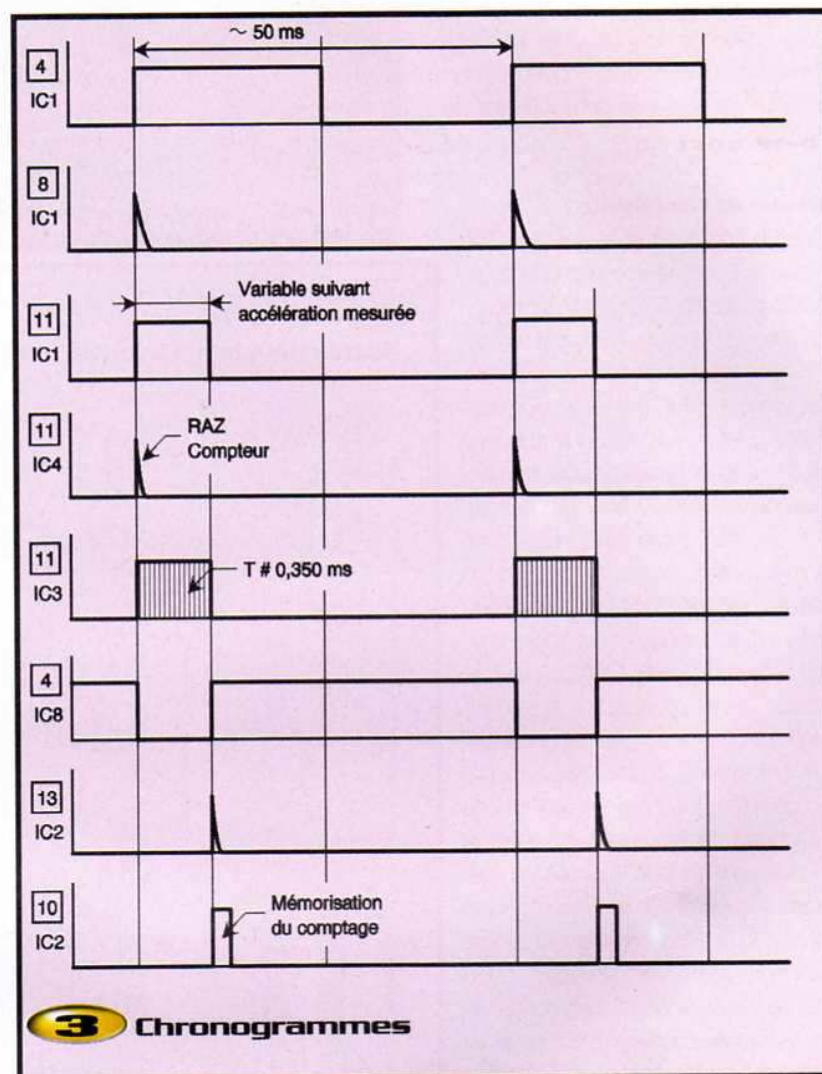 ~ 50 ms
4
IC1
8
IC1
Variable suivant
accélération mesurée
11
IC1
11
IC4
RAZ
Compteur
11
IC3
T # 0,350 ms
4
IC8
13
IC2
10
IC2
Mémorisation
du comptage
3 Chronogrammes